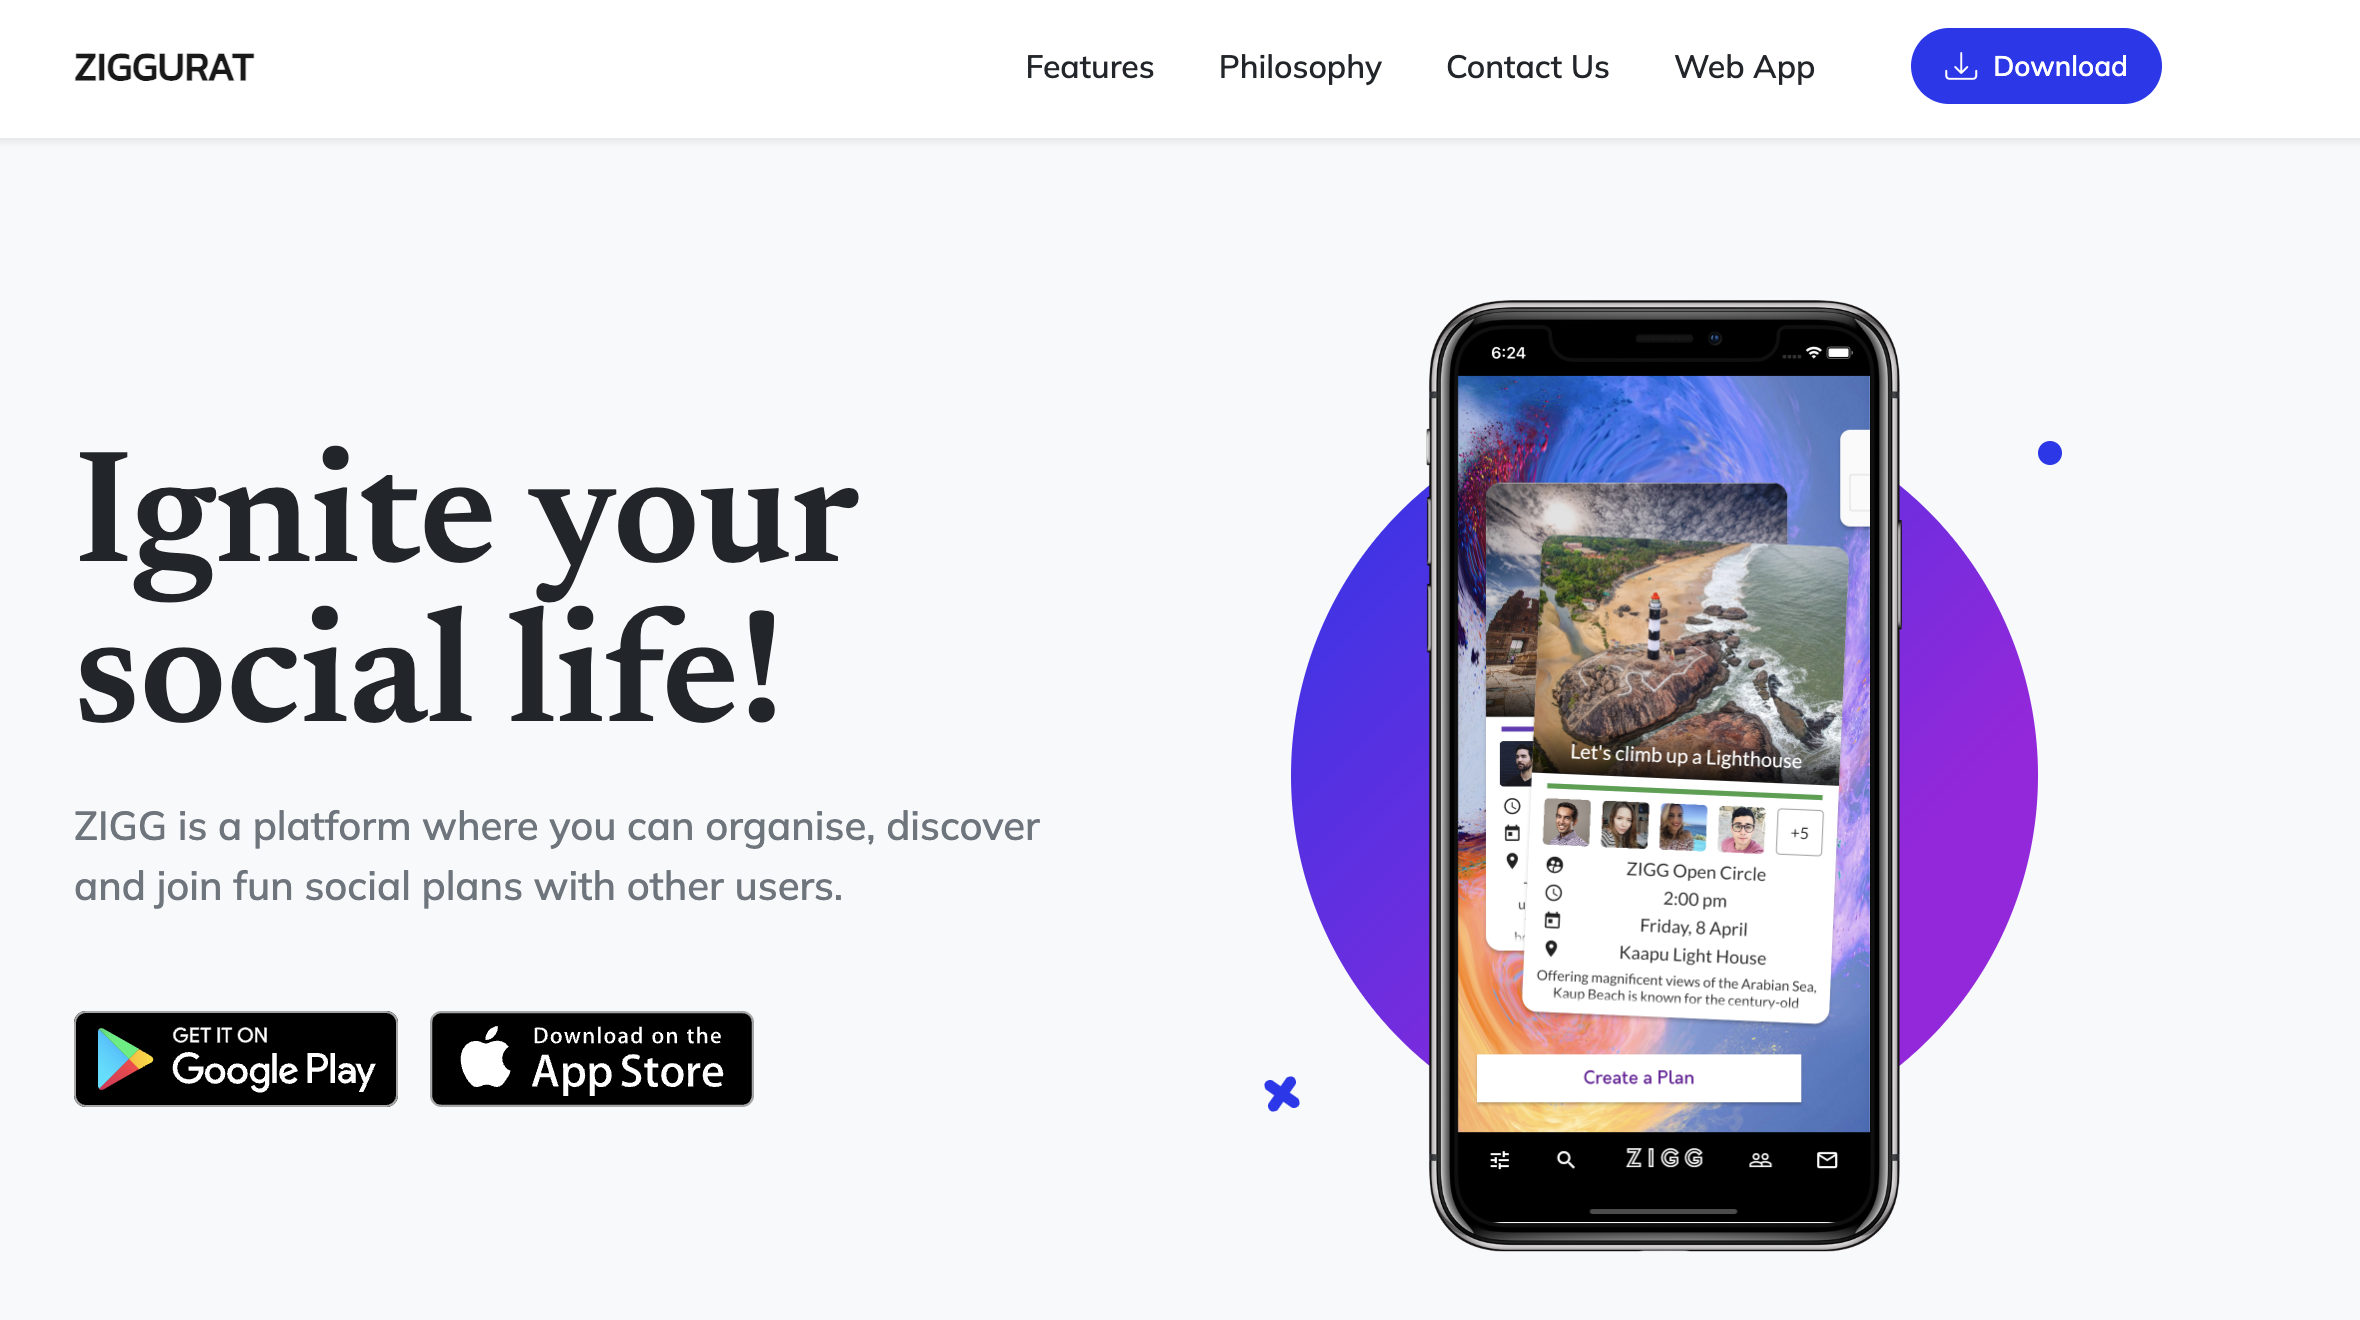 ZIGGURAT
Features
Philosophy
Contact Us
Web App
Download
Ignite your
social life!
ZIGG is a platform where you can organise, discover
and join fun social plans with other users.
GET IT ON
Google Play
Download on the
App Store
6:24
Let's climb up a Lighthouse
+5
ZIGG Open Circle
2:00 pm
Friday, 8 April
Kaapu Light House
Offering magnificent views of the Arabian Sea,
Kaup Beach is known for the century-old
Create a Plan
ZIGG